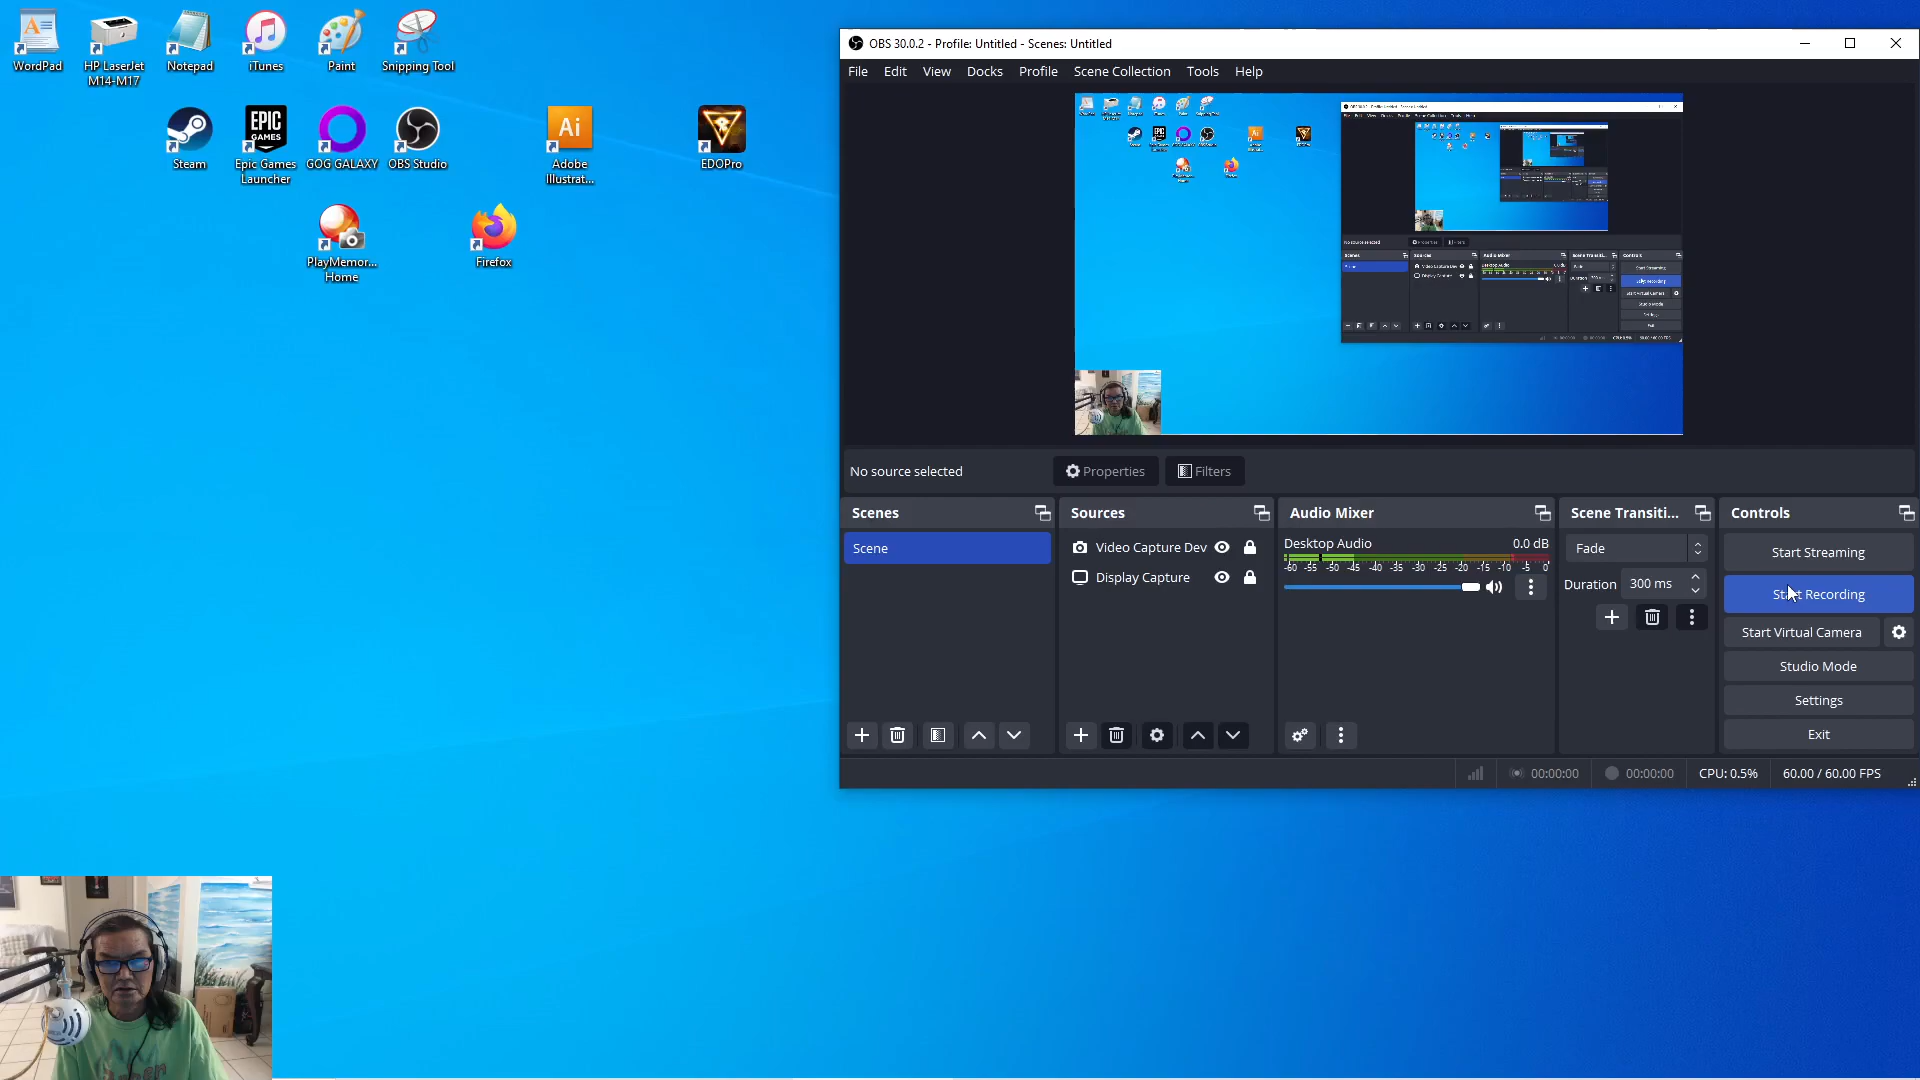 WordPad
HP LaserJet
M14-M17
Notepad
iTunes
Paint
Snipping Tool
Steam
EPIC
GAMES
Epic Games
Launcher
GOG GALAXY
OBS Studio
Ai
Adobe
Illustrat...
EDOPro
PlayMemor...
Home
Firefox
OBS 30.0.2 - Profile: Untitled - Scenes: Untitled
File Edit View Docks Profile Scene Collection Tools Help
No source selected Properties Filters
Scenes
Scene
Sources
Video Capture Dev
Display Capture
Audio Mixer
Desktop Audio 0.0 dB
-60 -55 -50 -45 -40 -35 -30 -25 -20 -15 -10 -5 0
Scene Transiti...
Fade
Duration 300 ms
Controls
Start Streaming
Start Recording
Start Virtual Camera
Studio Mode
Settings
Exit
00:00:00 00:00:00 CPU: 0.5% 60.00 / 60.00 FPS